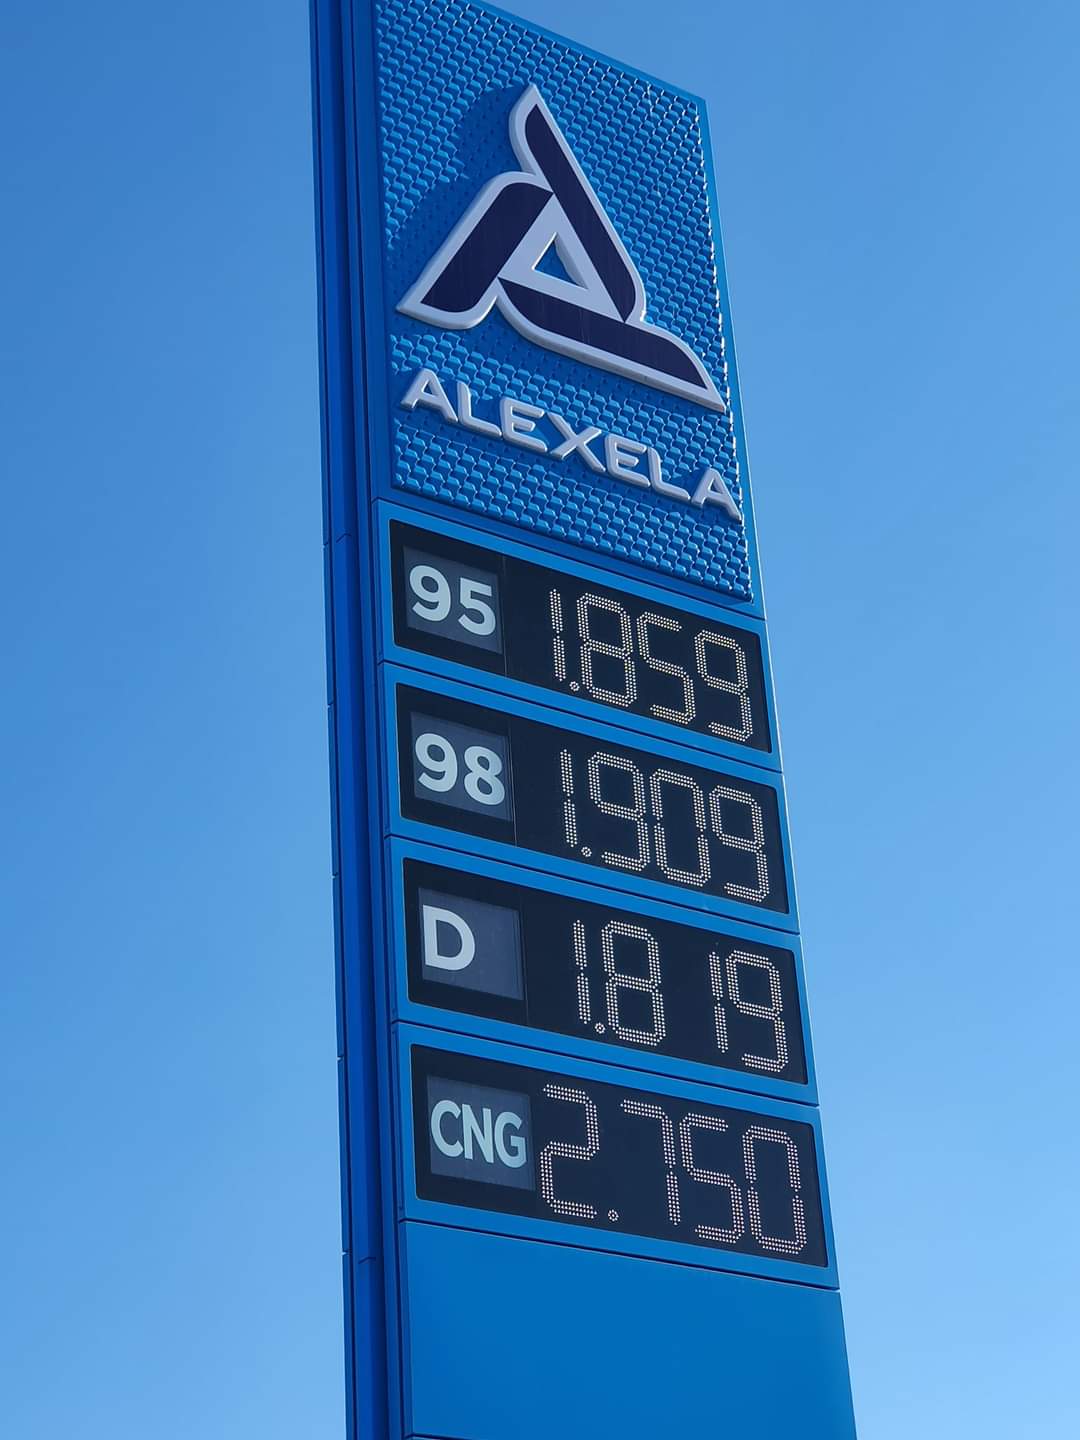 ALEXELA
95 1.859
98 1.909
D 1.819
CNG 2.750